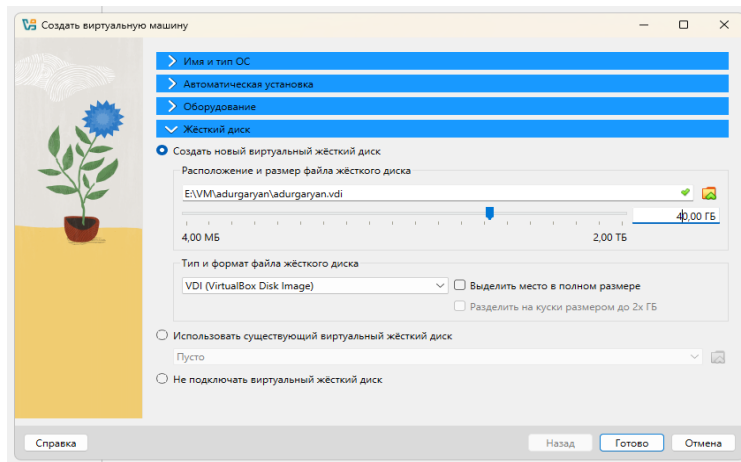 Создать виртуальную машину
Имя и тип ОС
Автоматическая установка
Оборудование
Жёсткий диск
Создать новый виртуальный жёсткий диск
Расположение и размер файла жёсткого диска
E:\VM\adurgaryan\adurgaryan.vdi
40,00 ГБ
4,00 МБ
2,00 ТБ
Тип и формат файла жёсткого диска
VDI (VirtualBox Disk Image)
Выделить место в полном размере
Разделить на куски размером до 2х ГБ
Использовать существующий виртуальный жёсткий диск
Пусто
Не подключать виртуальный жёсткий диск
Справка
Назад
Готово
Отмена